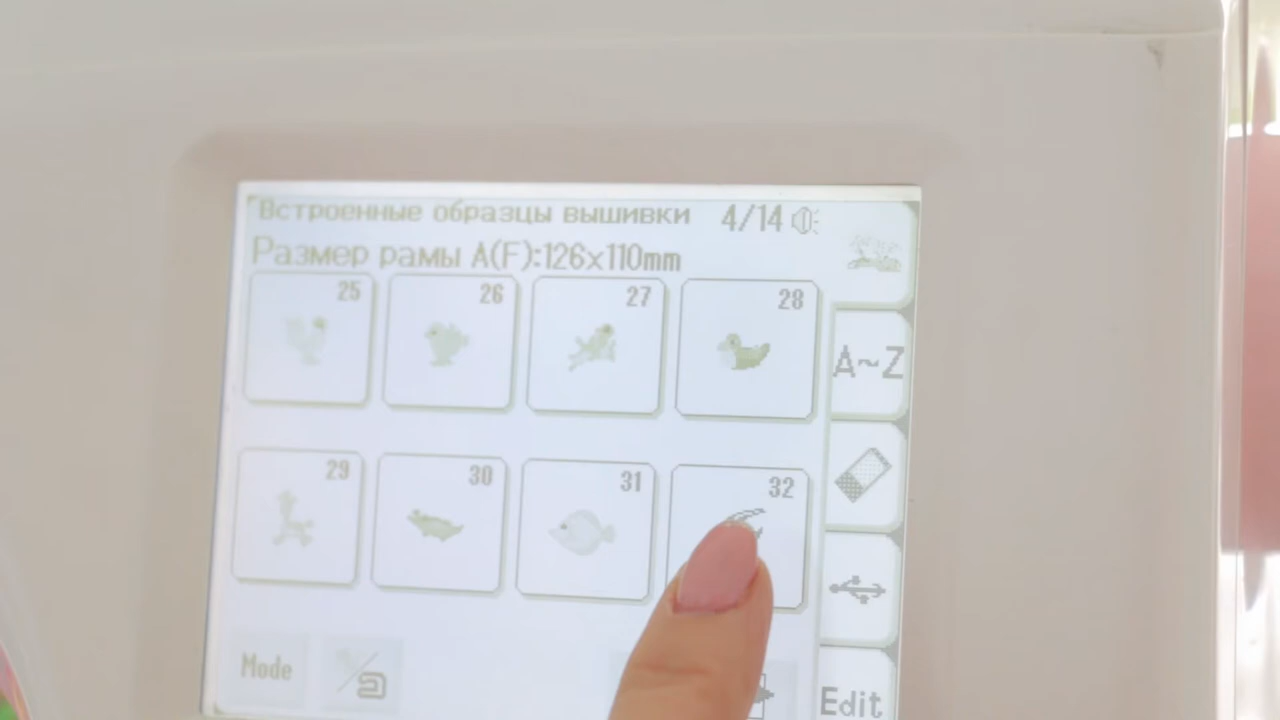 Встроенные образцы вышивки 4/14
Размер рамы A(F):126x110mm
25 26 27 28
A~Z
29 30 31 32
Mode
Edit